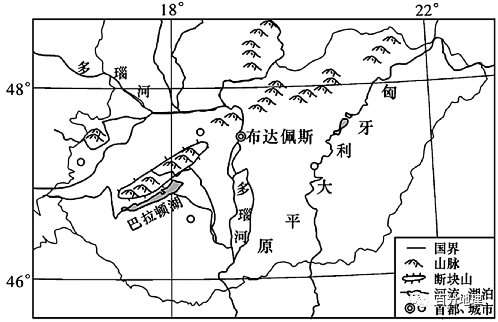 18°
22°
48°
48°
46°
46°
多瑙河
布达佩斯
匈牙利大平原
多瑙河
巴拉顿湖
国界
山脉
断块山
河流、湖泊
首都、城市